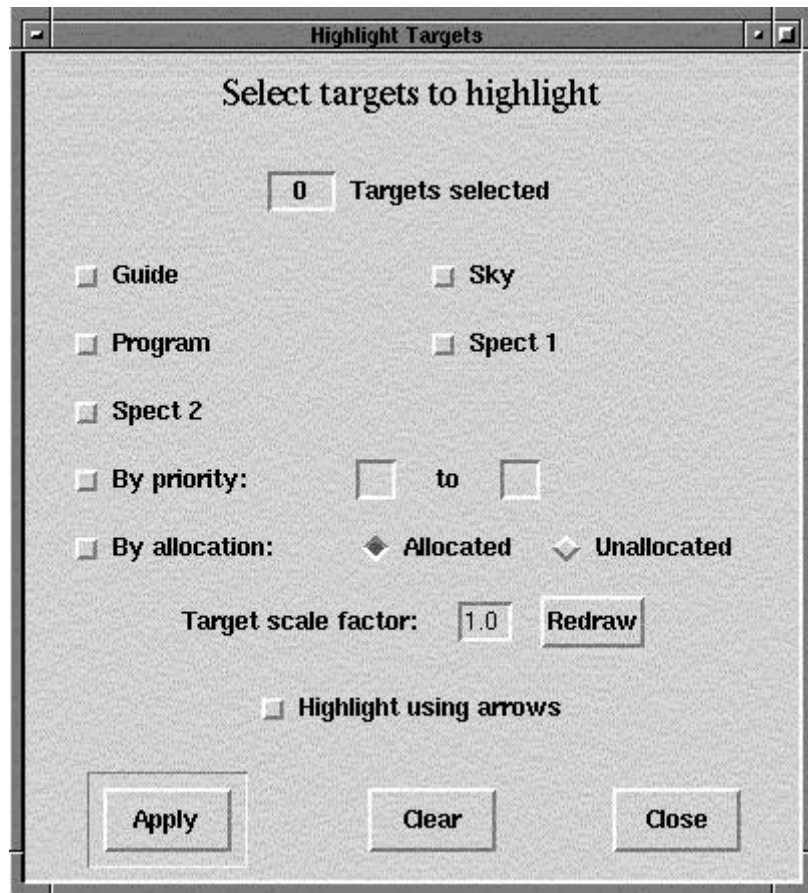 Highlight Targets
Select targets to highlight
0 Targets selected
Guide Sky
Program Spect 1
Spect 2
By priority: to
By allocation: Allocated Unallocated
Target scale factor: 1.0 Redraw
Highlight using arrows
Apply Clear Close